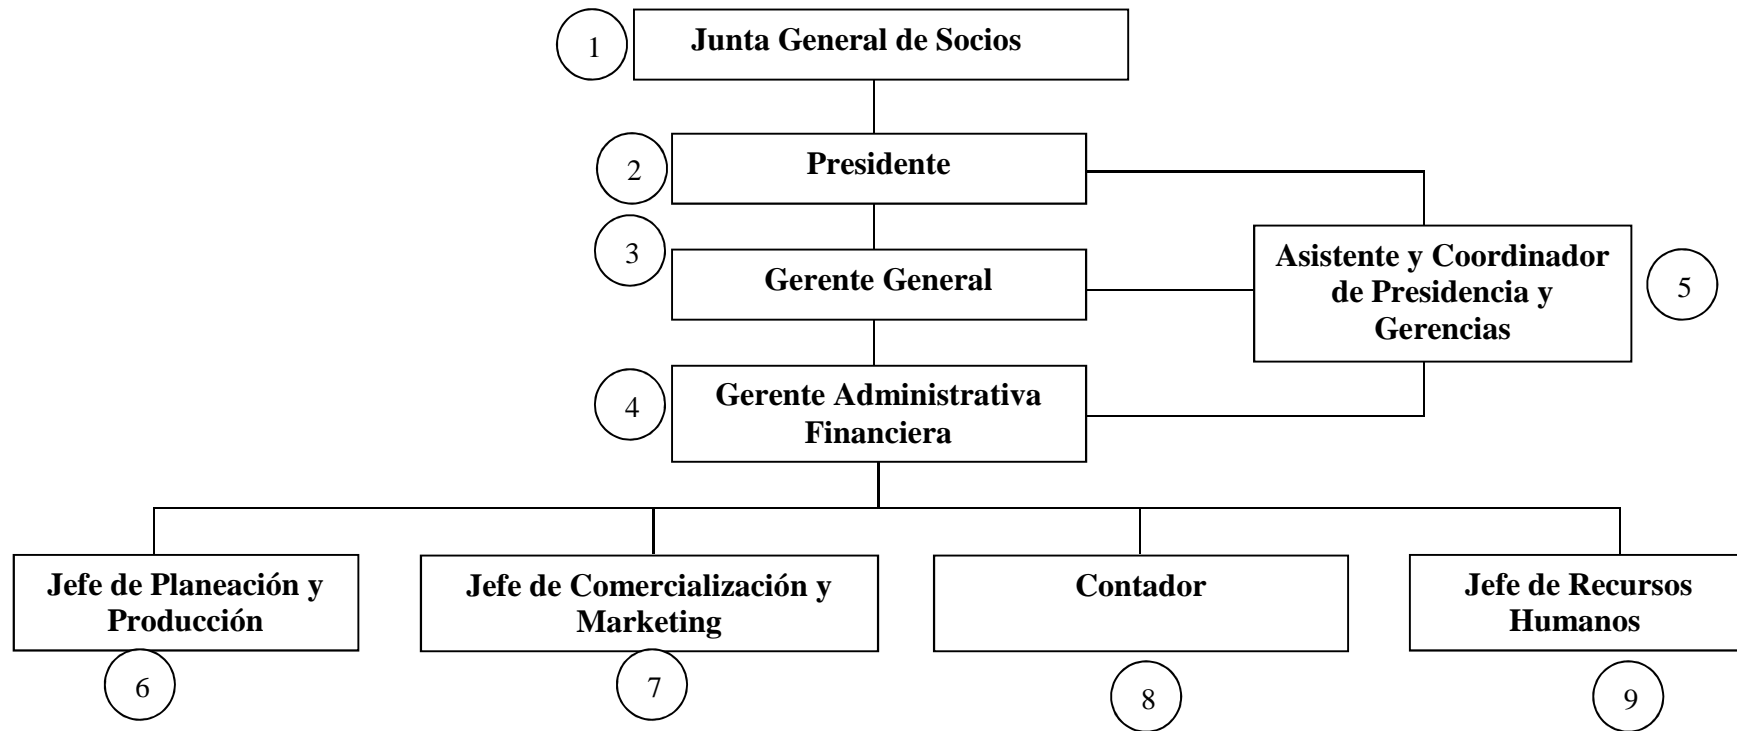 1
Junta General de Socios
2
Presidente
3
Gerente General
Asistente y Coordinador
de Presidencia y
Gerencias
5
4
Gerente Administrativa
Financiera
Jefe de Planeación y
Producción
Jefe de Comercialización y
Marketing
Contador
Jefe de Recursos
Humanos
6
7
8
9